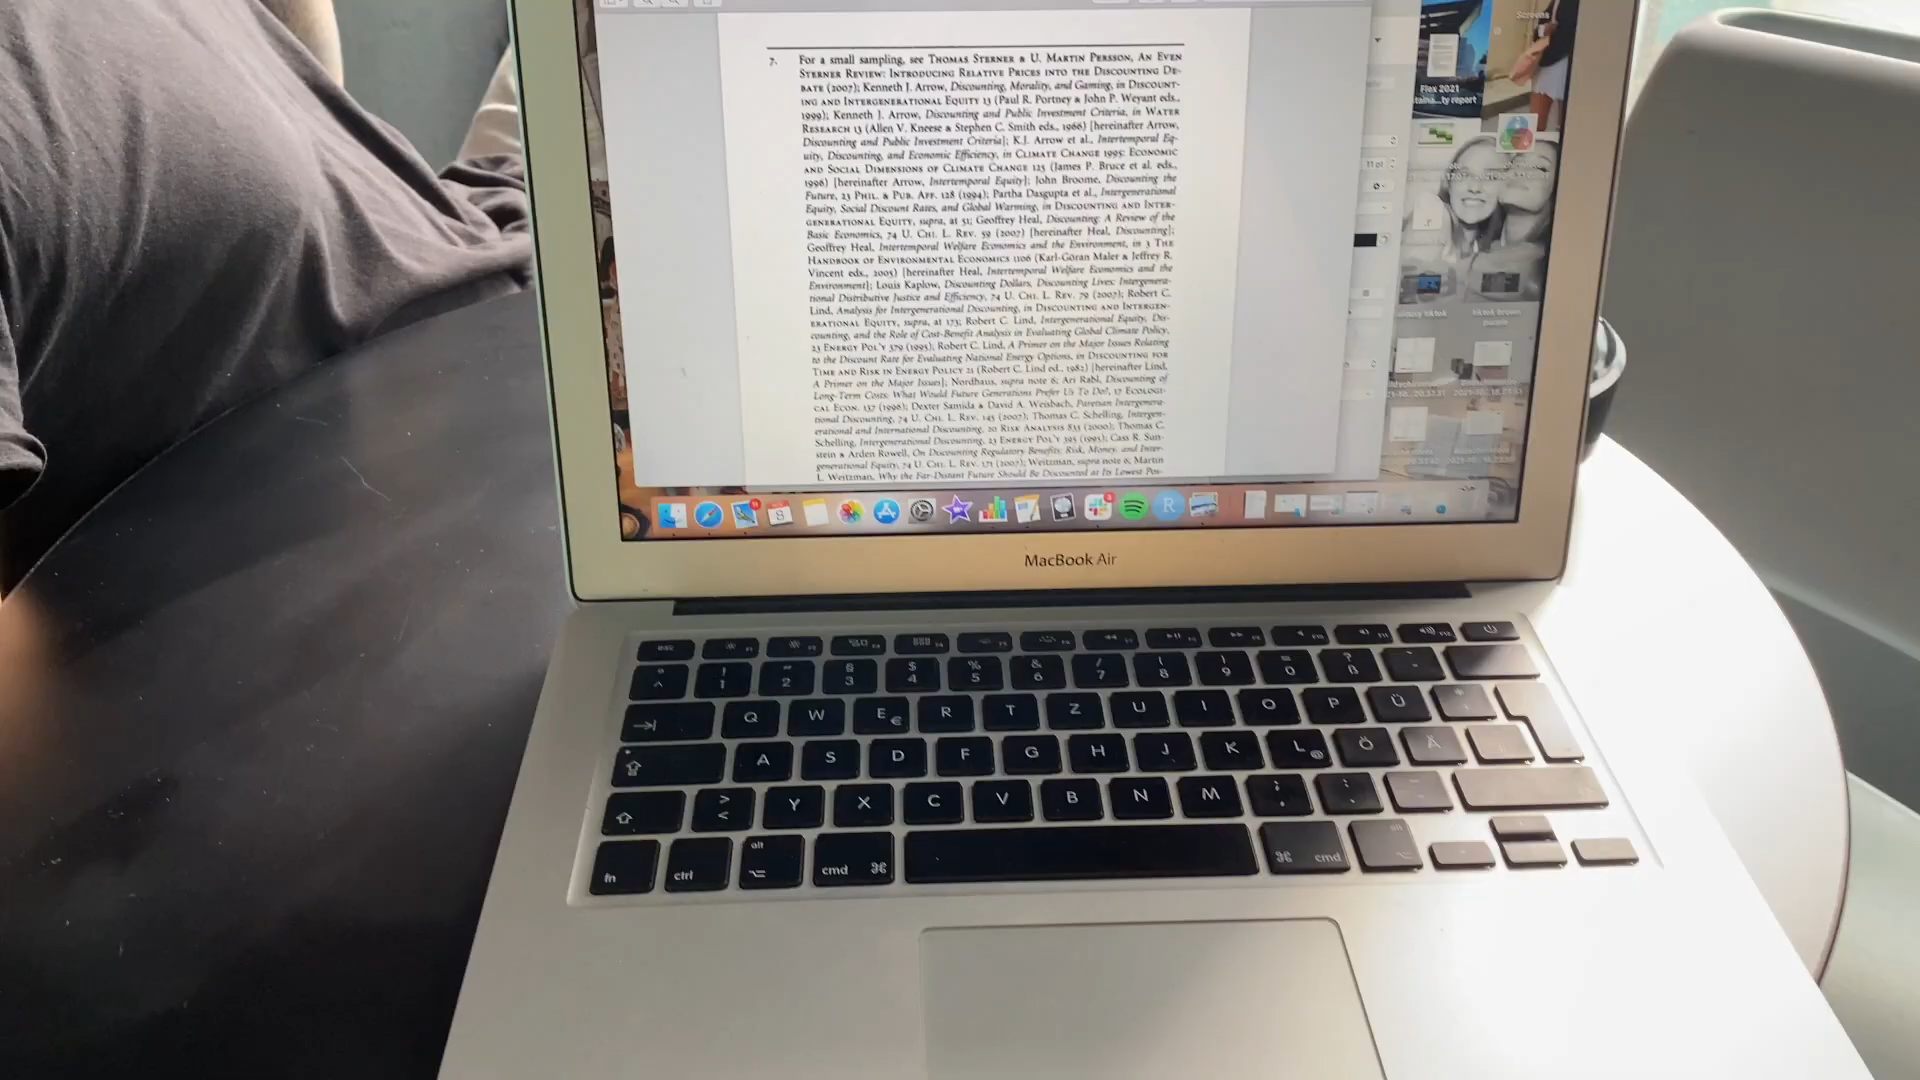 7. For a small sampling, see THOMAS STERNER & U. MARTIN PERSSON, AN EVEN
STERNER REVIEW: INTRODUCING RELATIVE PRICES INTO THE DISCOUNTING DE-
BATE (2007); Kenneth J. Arrow, Discounting, Morality, and Gaming, in DISCOUNT-
ING AND INTERGENERATIONAL EQUITY 13 (Paul R. Portney & John P. Weyant eds.,
1999); Kenneth J. Arrow, Discounting and Public Investment Criteria, in WATER
RESEARCH 13 (Allen V. Kneese & Stephen C. Smith eds., 1966) [hereinafter Arrow,
Discounting and Public Investment Criteria]; K.J. Arrow et al., Intertemporal Eq-
uity, Discounting, and Economic Efficiency, in CLIMATE CHANGE 1995: ECONOMIC
AND SOCIAL DIMENSIONS OF CLIMATE CHANGE 125 (James P. Bruce et al. eds.,
1996) [hereinafter Arrow, Intertemporal Equity]; John Broome, Discounting the
Future, 23 PHIL. & PUB. AFF. 128 (1994); Partha Dasgupta et al., Intergenerational
Equity, Social Discount Rates, and Global Warming, in DISCOUNTING AND INTER-
GENERATIONAL EQUITY, supra, at 51; Geoffrey Heal, Discounting: A Review of the
Basic Economics, 74 U. CHI. L. REV. 59 (2007) [hereinafter Heal, Discounting];
Geoffrey Heal, Intertemporal Welfare Economics and the Environment, in 3 THE
HANDBOOK OF ENVIRONMENTAL ECONOMICS 1106 (Karl-Göran Maler & Jeffrey R.
Vincent eds., 2005) [hereinafter Heal, Intertemporal Welfare Economics and the
Environment]; Louis Kaplow, Discounting Dollars, Discounting Lives: Intergenera-
tional Distributive Justice and Efficiency, 74 U. CHI. L. REV. 79 (2007); Robert C.
Lind, Analysis for Intergenerational Discounting, in DISCOUNTING AND INTERGEN-
ERATIONAL EQUITY, supra, at 173; Robert C. Lind, Intergenerational Equity, Dis-
counting, and the Role of Cost-Benefit Analysis in Evaluating Global Climate Policy,
23 ENERGY POL'Y 379 (1995); Robert C. Lind, A Primer on the Major Issues Relating
to the Discount Rate for Evaluating National Energy Options, in DISCOUNTING FOR
TIME AND RISK IN ENERGY POLICY 21 (Robert C. Lind ed., 1982) [hereinafter Lind,
A Primer on the Major Issues]; Nordhaus, supra note 6; Ari Rabl, Discounting of
Long-Term Costs: What Would Future Generations Prefer Us To Do?, 17 ECOLOGI-
CAL ECON. 137 (1996); Dexter Samida & David A. Weisbach, Paretian Intergenera-
tional Discounting, 74 U. CHI. L. REV. 145 (2007); Thomas C. Schelling, Intergen-
erational and International Discounting, 20 RISK ANALYSIS 833 (2000); Thomas C.
Schelling, Intergenerational Discounting, 23 ENERGY POL'Y 395 (1995); Cass R. Sun-
stein & Arden Rowell, On Discounting Regulatory Benefits: Risk, Money, and Inter-
generational Equity, 74 U. CHI. L. REV. 171 (2007); Weitzman, supra note 6; Martin
L. Weitzman, Why the Far-Distant Future Should Be Discounted at Its Lowest Pos-
Screens
Flex 2021
11 pt
8
MacBook Air
esc
^ ! 1 2 § 3 $ 4 % 5 & 6 / 7 ( 8 ) 9 = 0 ? ß
Q W E € R T Z U I O P Ü
A S D F G H J K L @ Ö Ä
> < Y X C V B N M ; :
fn ctrl alt cmd ⌘ ⌘ cmd alt